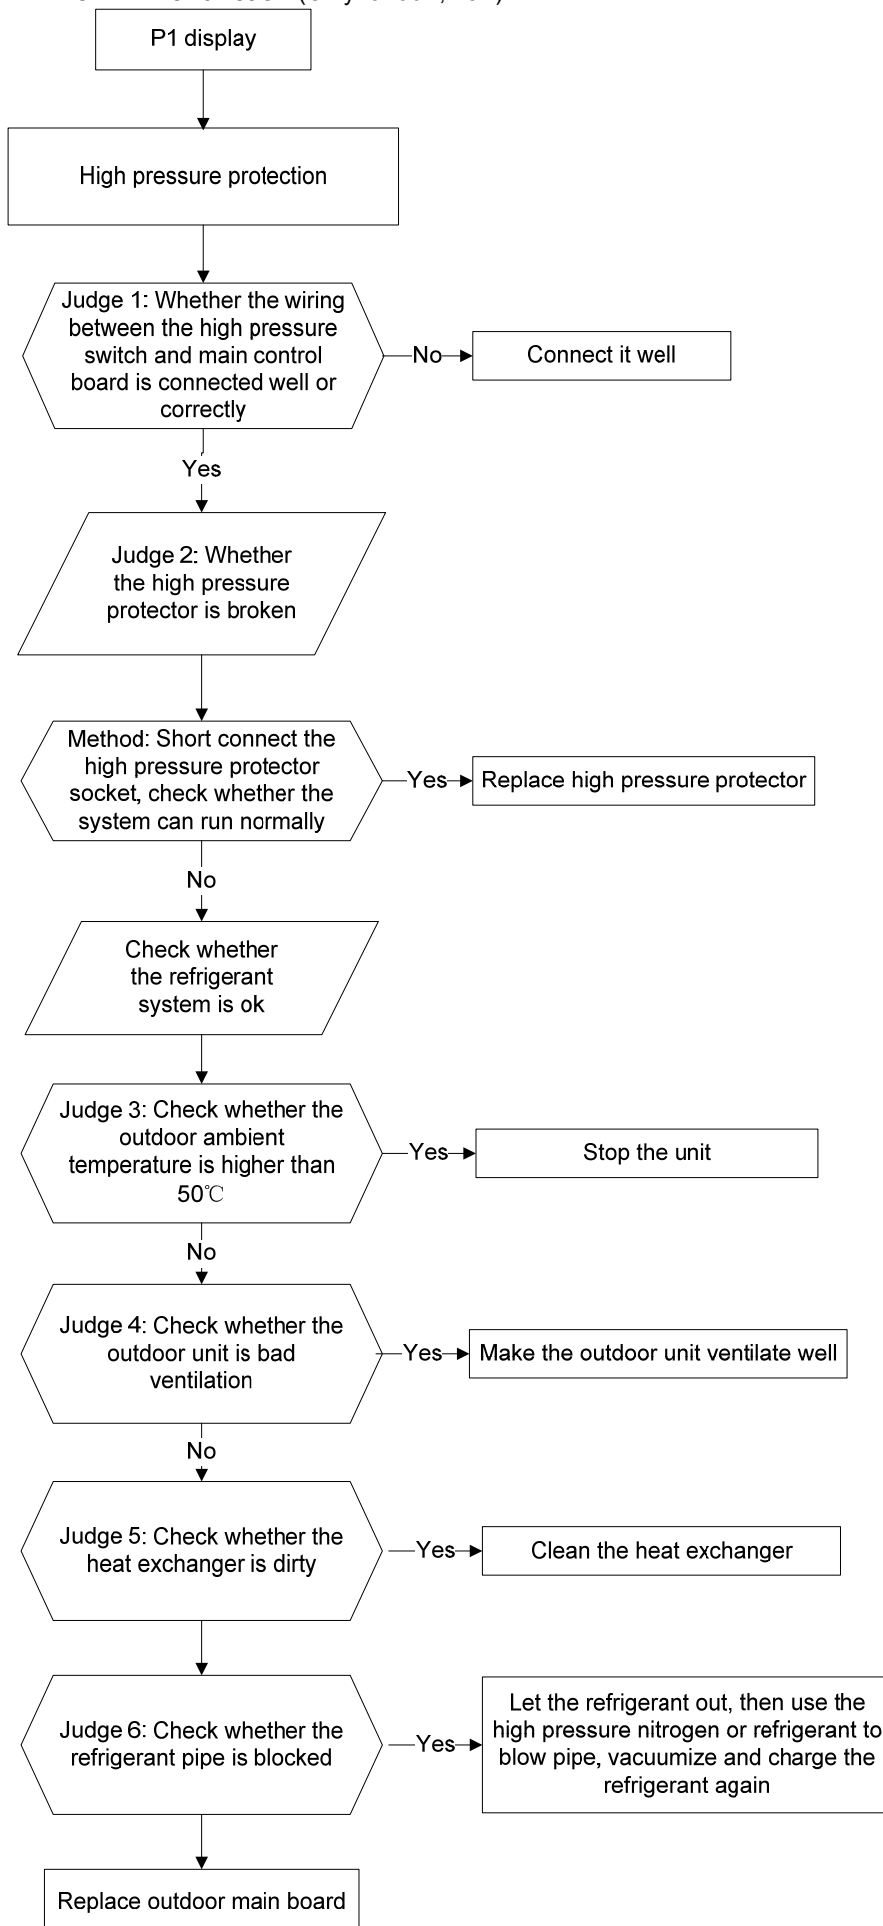 P1 display
High pressure protection
Judge 1: Whether the wiring
between the high pressure
switch and main control
board is connected well or
correctly
No
Connect it well
Yes
Judge 2: Whether
the high pressure
protector is broken
Method: Short connect the
high pressure protector
socket, check whether the
system can run normally
Yes
Replace high pressure protector
No
Check whether
the refrigerant
system is ok
Judge 3: Check whether the
outdoor ambient
temperature is higher than
50℃
Yes
Stop the unit
No
Judge 4: Check whether the
outdoor unit is bad
ventilation
Yes
Make the outdoor unit ventilate well
No
Judge 5: Check whether the
heat exchanger is dirty
Yes
Clean the heat exchanger
Judge 6: Check whether the
refrigerant pipe is blocked
Yes
Let the refrigerant out, then use the
high pressure nitrogen or refrigerant to
blow pipe, vacuumize and charge the
refrigerant again
Replace outdoor main board